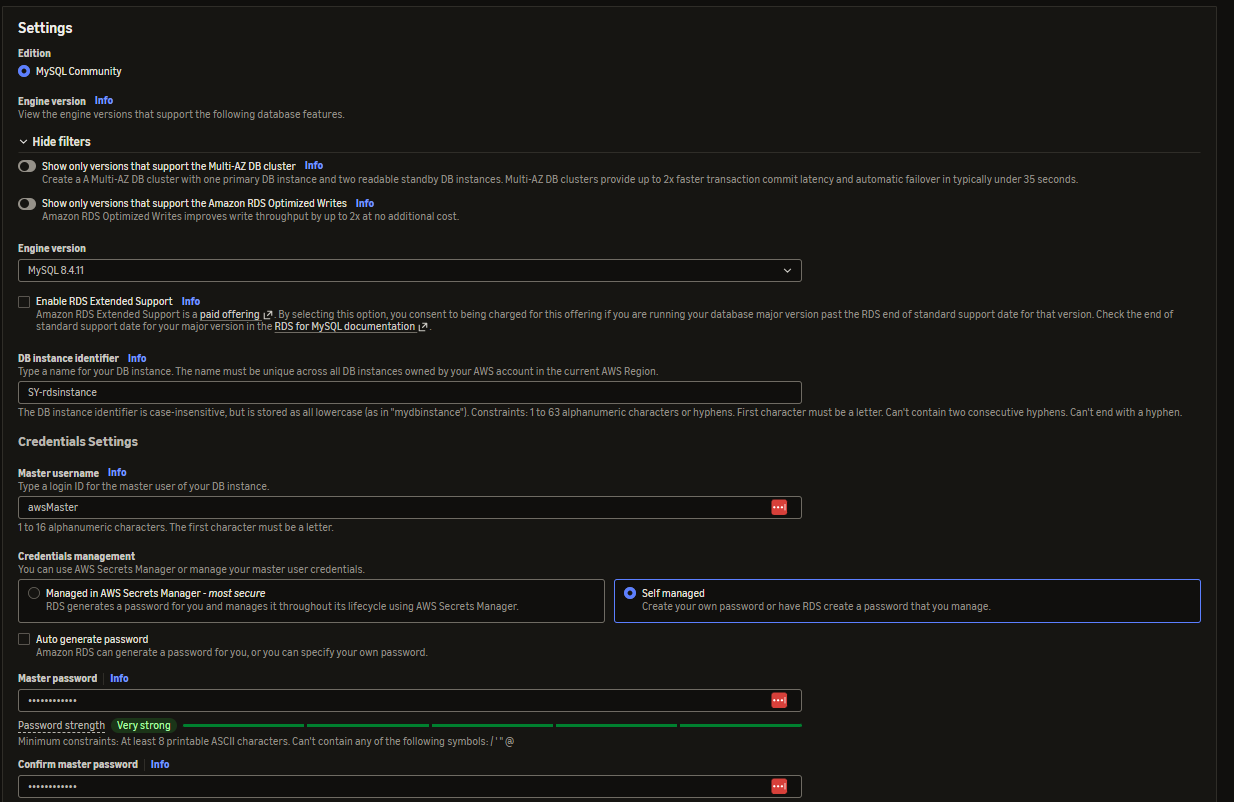 Settings
Edition
MySQL Community
Engine version Info
View the engine versions that support the following database features.
Hide filters
Show only versions that support the Multi-AZ DB cluster Info
Create a A Multi-AZ DB cluster with one primary DB instance and two readable standby DB instances. Multi-AZ DB clusters provide up to 2x faster transaction commit latency and automatic failover in typically under 35 seconds.
Show only versions that support the Amazon RDS Optimized Writes Info
Amazon RDS Optimized Writes improves write throughput by up to 2x at no additional cost.
Engine version
MySQL 8.4.11
Enable RDS Extended Support Info
Amazon RDS Extended Support is a paid offering. By selecting this option, you consent to being charged for this offering if you are running your database major version past the RDS end of standard support date for that version. Check the end of
standard support date for your major version in the RDS for MySQL documentation.
DB instance identifier Info
Type a name for your DB instance. The name must be unique across all DB instances owned by your AWS account in the current AWS Region.
SY-rdsinstance
The DB instance identifier is case-insensitive, but is stored as all lowercase (as in "mydbinstance"). Constraints: 1 to 63 alphanumeric characters or hyphens. First character must be a letter. Can't contain two consecutive hyphens. Can't end with a hyphen.
Credentials Settings
Master username Info
Type a login ID for the master user of your DB instance.
awsMaster
1 to 16 alphanumeric characters. The first character must be a letter.
Credentials management
You can use AWS Secrets Manager or manage your master user credentials.
Managed in AWS Secrets Manager - most secure
RDS generates a password for you and manages it throughout its lifecycle using AWS Secrets Manager.
Self managed
Create your own password or have RDS create a password that you manage.
Auto generate password
Amazon RDS can generate a password for you, or you can specify your own password.
Master password Info
••••••••••••
Password strength Very strong
Minimum constraints: At least 8 printable ASCII characters. Can't contain any of the following symbols: / ' " @
Confirm master password Info
••••••••••••